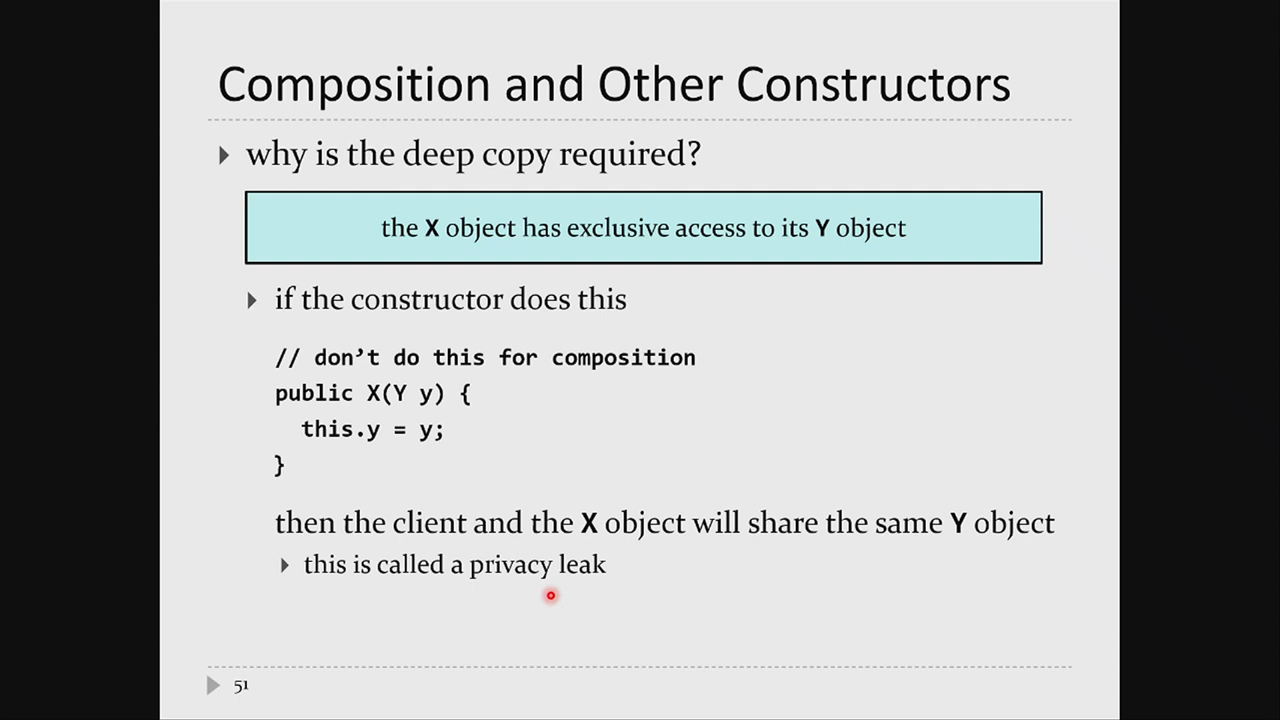 Composition and Other Constructors
why is the deep copy required?
the X object has exclusive access to its Y object
if the constructor does this
// don’t do this for composition
public X(Y y) {
this.y = y;
}
then the client and the X object will share the same Y object
this is called a privacy leak
51